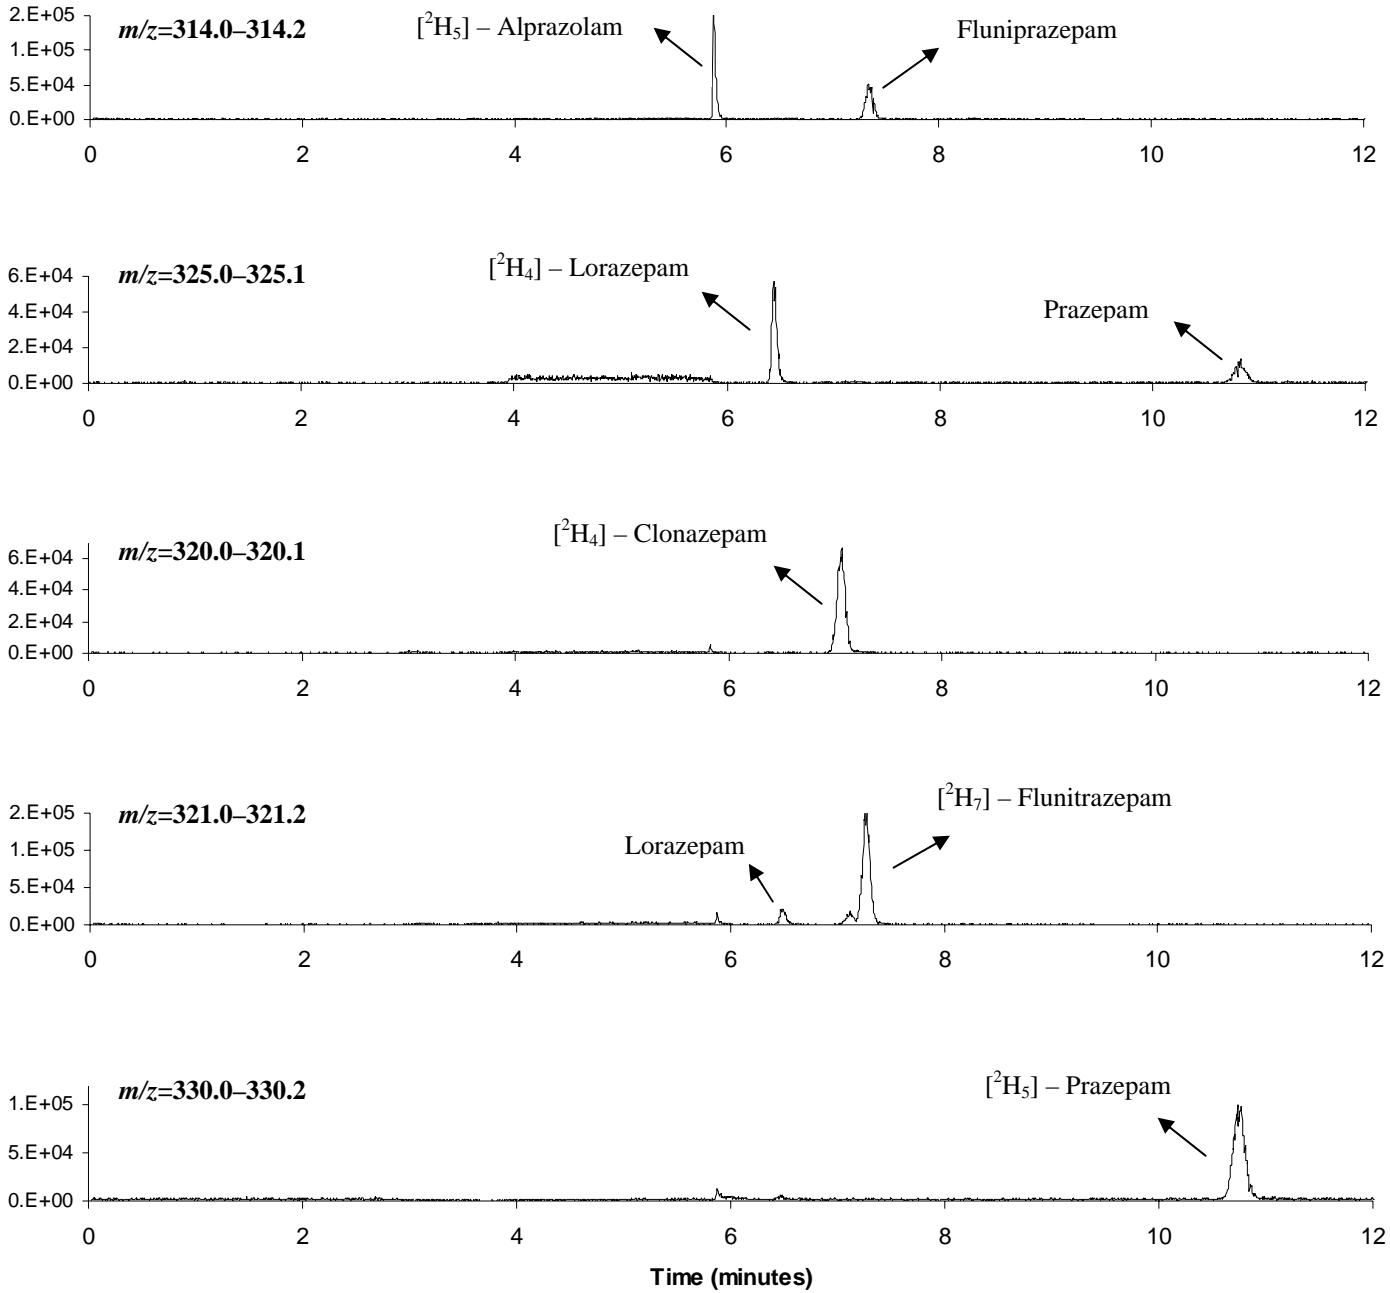 2.E+05
m/z=314.0–314.2
[²H₅] – Alprazolam
Fluniprazepam
1.E+05
5.E+04
0.E+00
0 2 4 6 8 10 12
m/z=325.0–325.1
[²H₄] – Lorazepam
Prazepam
6.E+04
4.E+04
2.E+04
0.E+00
0 2 4 6 8 10 12
m/z=320.0–320.1
[²H₄] – Clonazepam
6.E+04
4.E+04
2.E+04
0.E+00
0 2 4 6 8 10 12
2.E+05
m/z=321.0–321.2
[²H₇] – Flunitrazepam
Lorazepam
1.E+05
5.E+04
0.E+00
0 2 4 6 8 10 12
m/z=330.0–330.2
[²H₅] – Prazepam
1.E+05
5.E+04
0.E+00
0 2 4 6 8 10 12
Time (minutes)